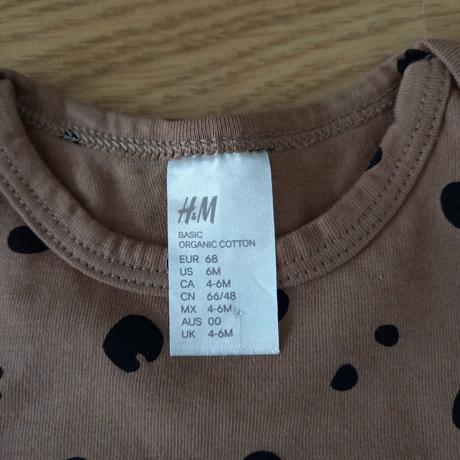 H&M
BASIC
ORGANIC COTTON
EUR 68
US 6M
CA 4-6M
CN 66/48
MX 4-6M
AUS 00
UK 4-6M